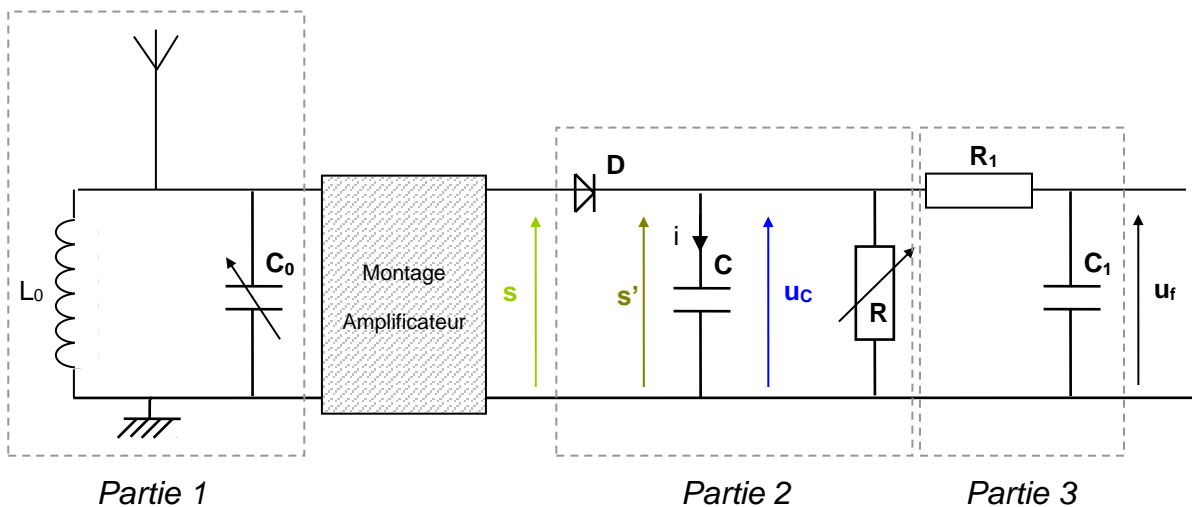 D
R₁
i
L₀
C₀
Montage
Amplificateur
s
s’
C
u_C
R
C₁
u_f
Partie 1
Partie 2
Partie 3